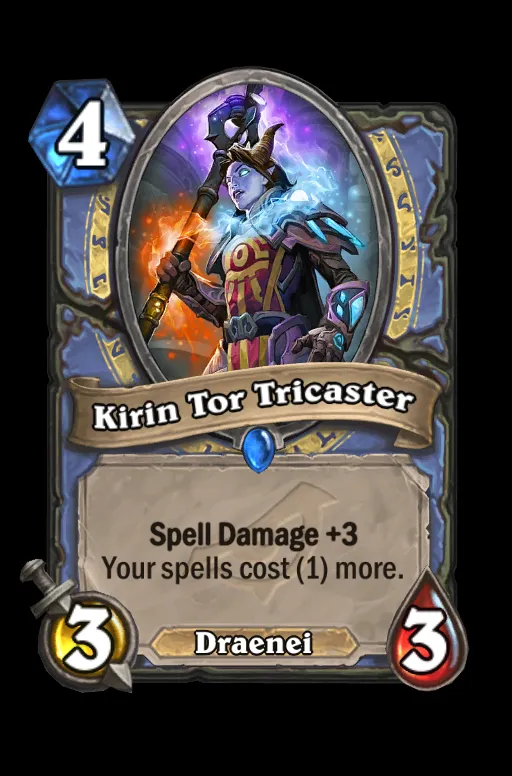 4
Kirin Tor Tricaster
Spell Damage +3
Your spells cost (1) more.
3
Draenei
3